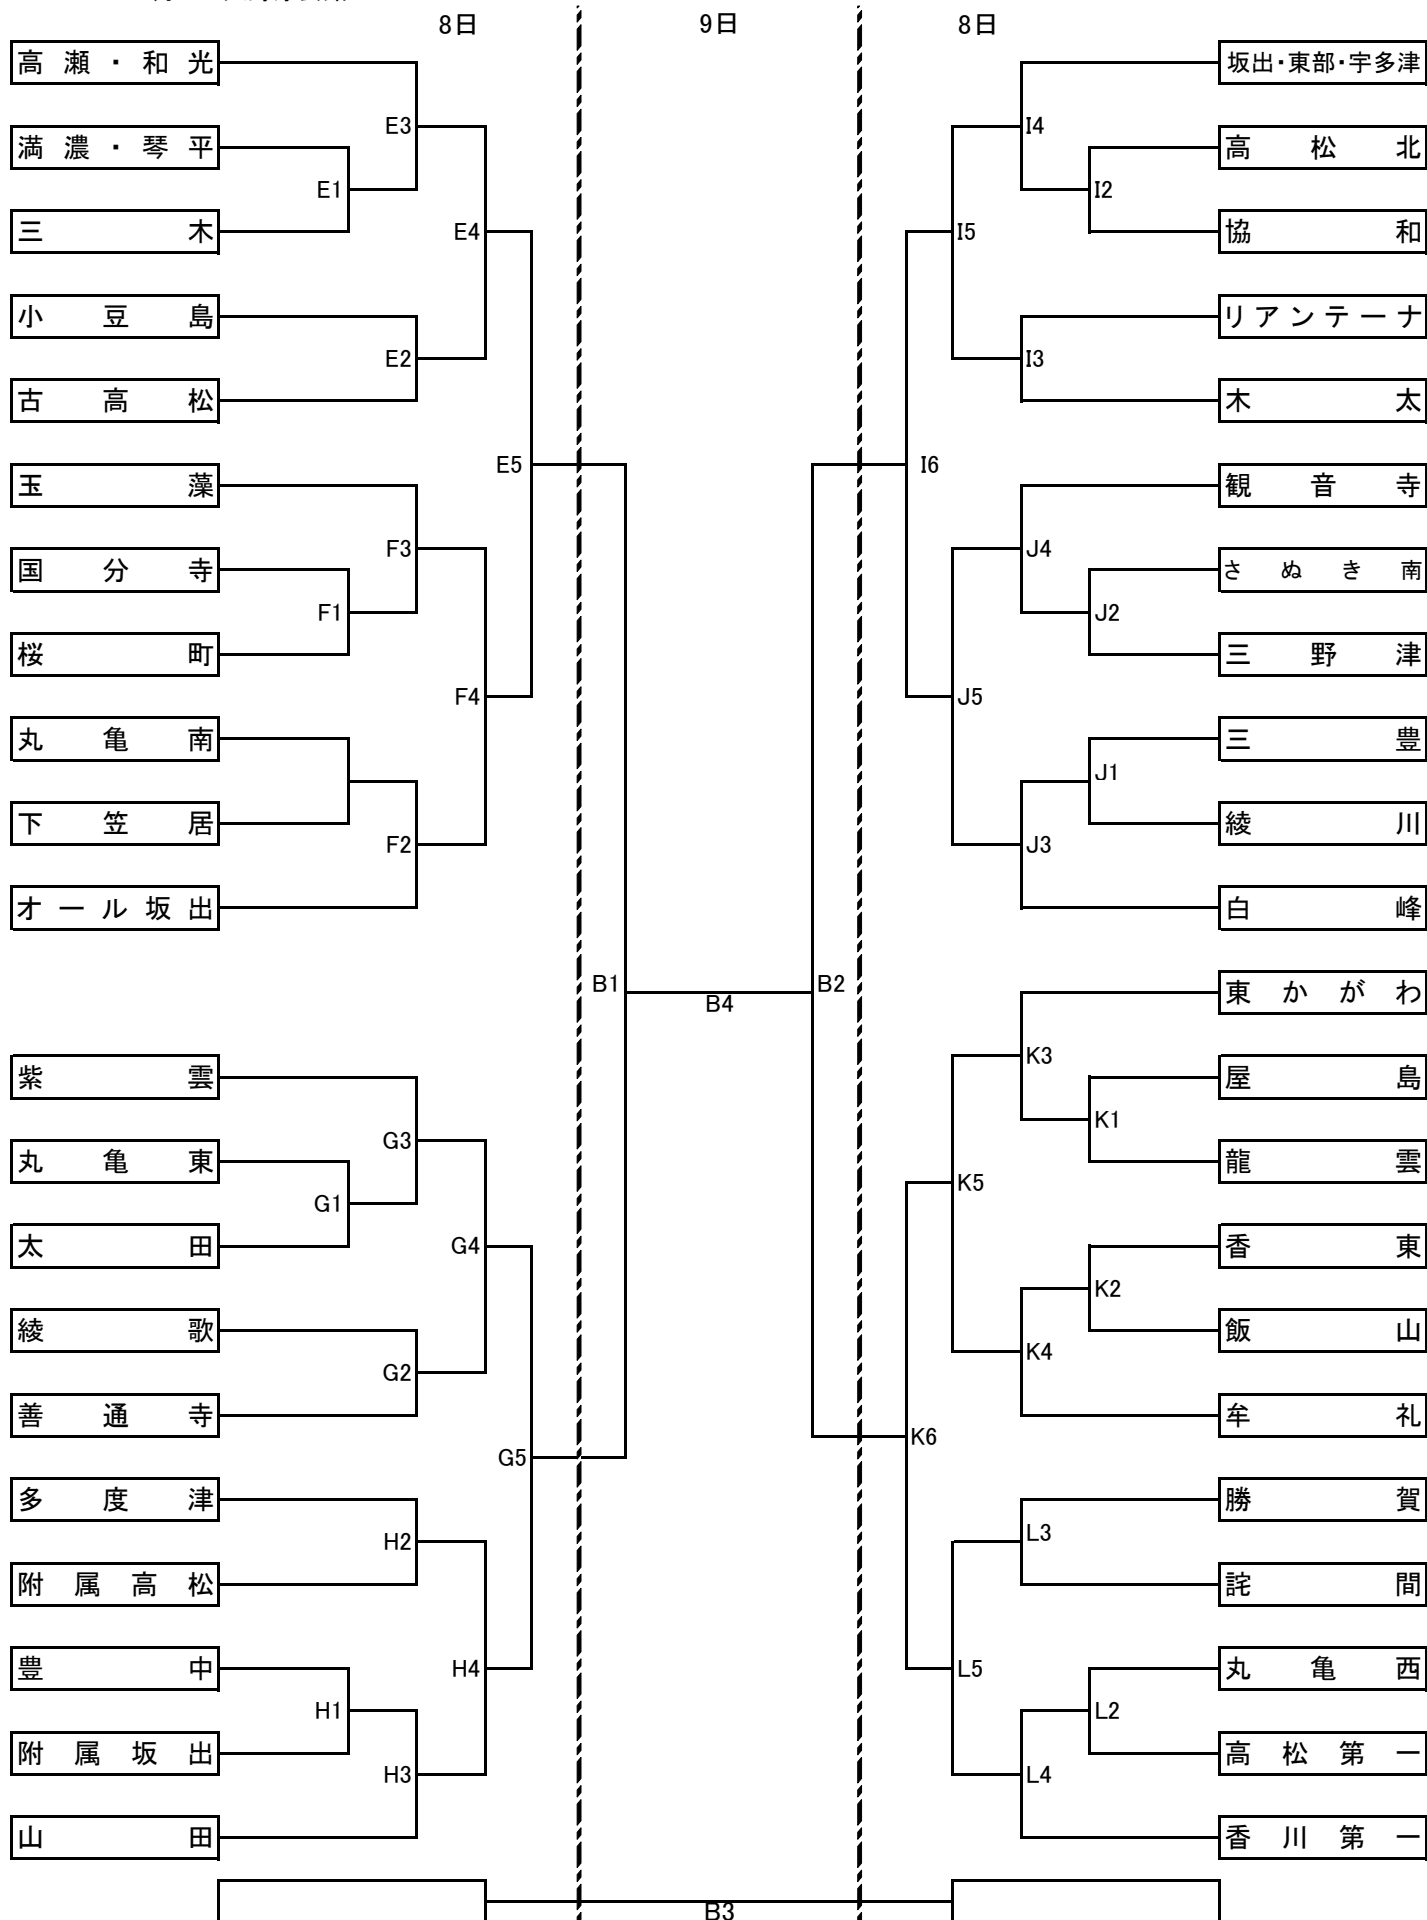 8日 9日 8日
高瀬・和光 坂出・東部・宇多津
E3 I4
満濃・琴平 高松北
E1 I2
三木 E4 I5 協和
小豆島 リアンテーナ
E2 I3
古高松 木太
E5 I6
玉藻 観音寺
F3 J4
国分寺 さぬき南
F1 J2
桜町 三野津
F4 J5
丸亀南 三豊
J1
下笠居 綾川
F2 J3
オール坂出 白峰
B1 B2
B4 東かがわ
K3
紫雲 屋島
G3 K1
丸亀東 龍雲
K5
G1
太田 G4 香東
K2
綾歌 飯山
G2 K4
善通寺 牟礼
G5 K6
多度津 勝賀
H2 L3
附属高松 詫間
豊中 H4 L5 丸亀西
H1 L2
附属坂出 高松第一
H3 L4
山田 香川第一
B3